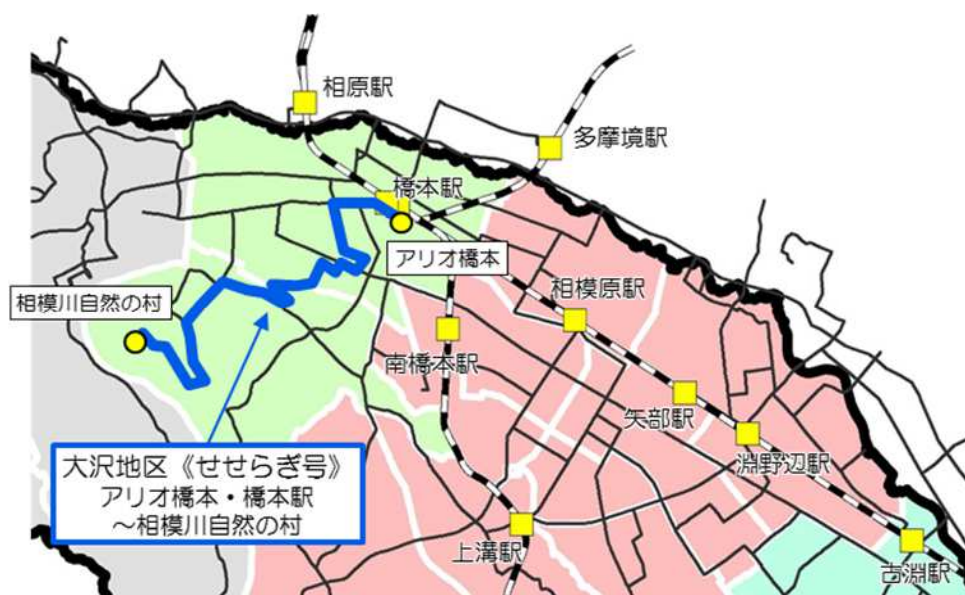 相原駅
多摩境駅
橋本駅
アリオ橋本
相模川自然の村
相模原駅
南橋本駅
矢部駅
淵野辺駅
大沢地区《せせらぎ号》
アリオ橋本・橋本駅
～相模川自然の村
上溝駅
古淵駅